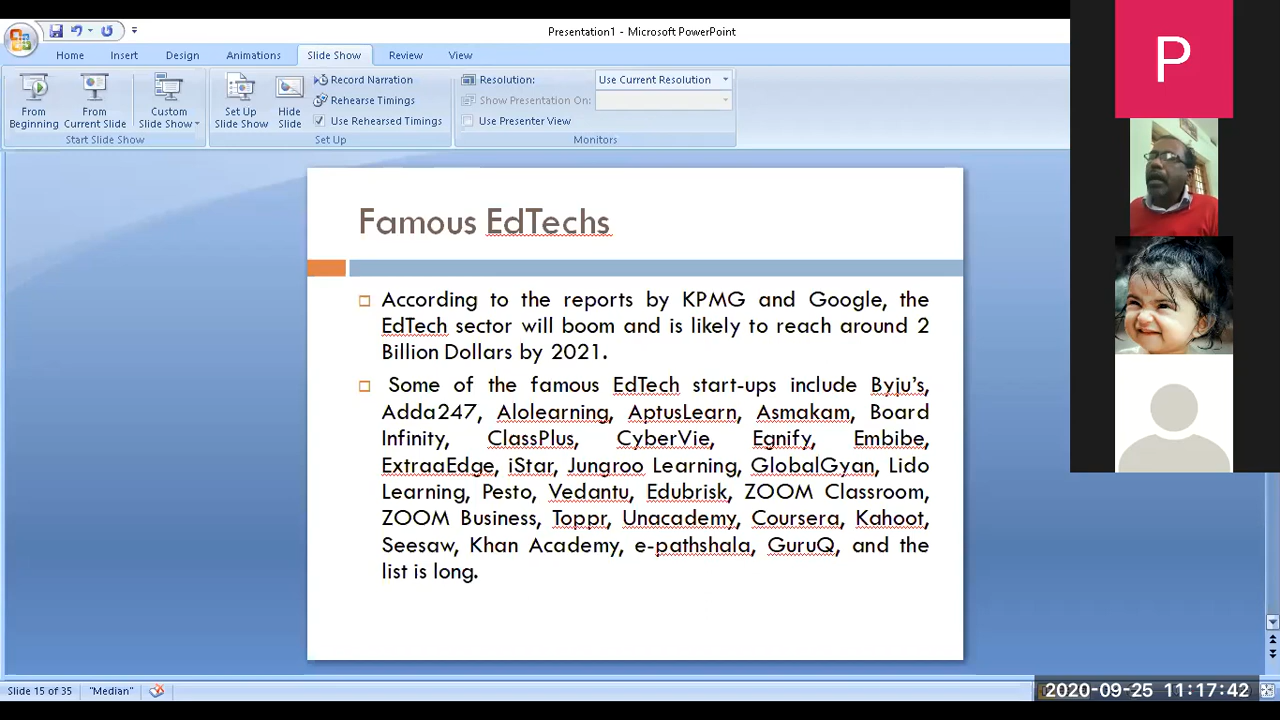 Presentation1 - Microsoft PowerPoint
Home Insert Design Animations Slide Show Review View
From Beginning
From Current Slide
Custom Slide Show
Start Slide Show
Set Up Slide Show
Hide Slide
Record Narration
Rehearse Timings
Use Rehearsed Timings
Set Up
Resolution: Use Current Resolution
Show Presentation On:
Use Presenter View
Monitors
P
Famous EdTechs
According to the reports by KPMG and Google, the
EdTech sector will boom and is likely to reach around 2
Billion Dollars by 2021.
Some of the famous EdTech start-ups include Byju's,
Adda247, Alolearning, AptusLearn, Asmakam, Board
Infinity, ClassPlus, CyberVie, Egnify, Embibe,
ExtraaEdge, iStar, Jungroo Learning, GlobalGyan, Lido
Learning, Pesto, Vedantu, Edubrisk, ZOOM Classroom,
ZOOM Business, Toppr, Unacademy, Coursera, Kahoot,
Seesaw, Khan Academy, e-pathshala, GuruQ, and the
list is long.
Slide 15 of 35 "Median"
2020-09-25 11:17:42